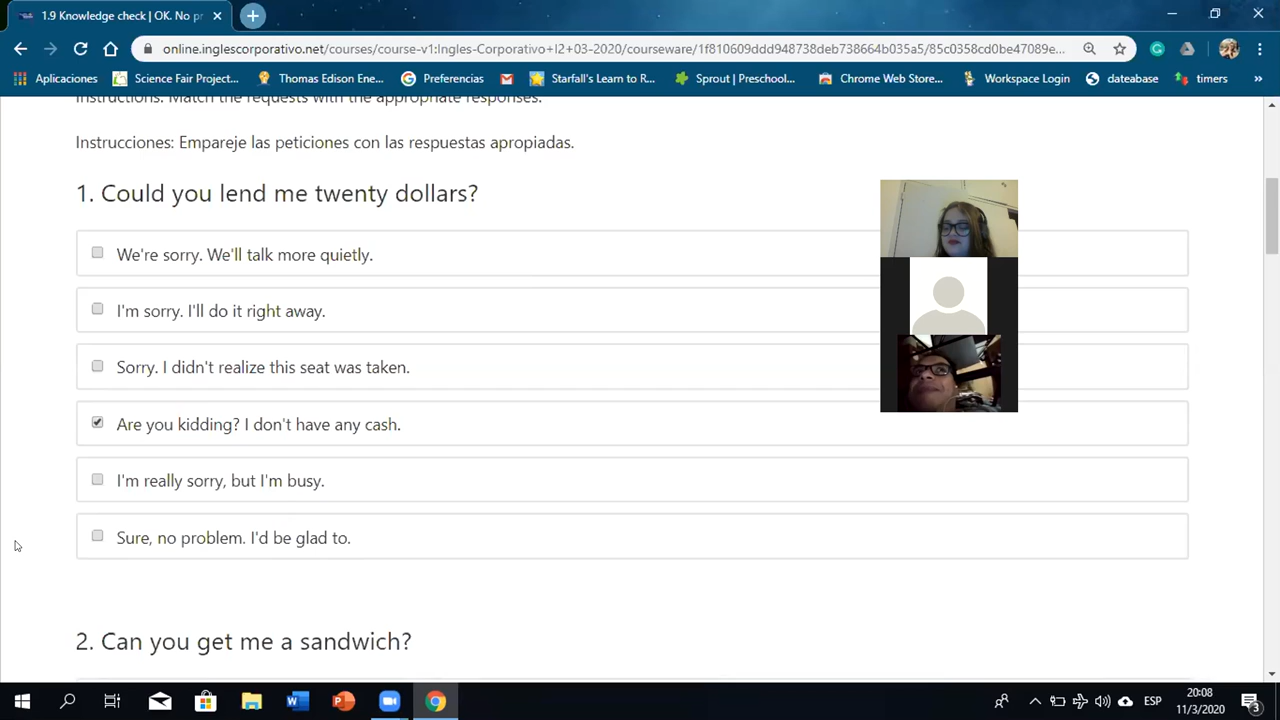 1.9 Knowledge check | OK. No pr
online.inglescorporativo.net/courses/course-v1:Ingles-Corporativo+I2+03-2020/courseware/1f810609ddd948738deb738664b035a5/85c0358cd0be47089e...
Aplicaciones Science Fair Project... Thomas Edison Ene... Preferencias Starfall's Learn to R... Sprout | Preschool... Chrome Web Store... Workspace Login dateabase timers »
Instructions: Match the requests with the appropriate responses.
Instrucciones: Empareje las peticiones con las respuestas apropiadas.
1. Could you lend me twenty dollars?
We're sorry. We'll talk more quietly.
I'm sorry. I'll do it right away.
Sorry. I didn't realize this seat was taken.
Are you kidding? I don't have any cash.
I'm really sorry, but I'm busy.
Sure, no problem. I'd be glad to.
2. Can you get me a sandwich?
ESP
20:08
11/3/2020
3